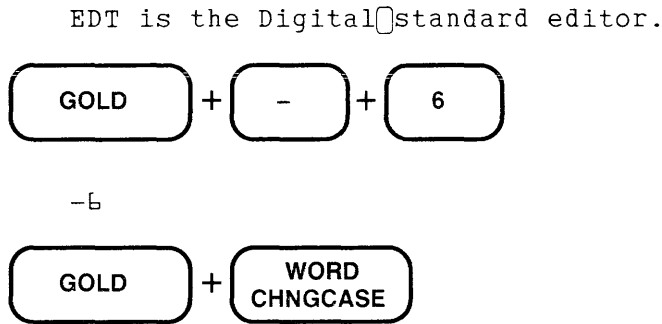 EDT is the Digital standard editor.
GOLD + - + 6
-6
GOLD + WORD CHNGCASE